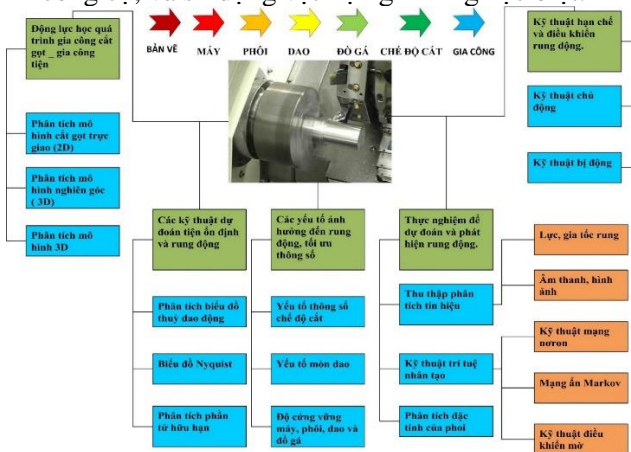 Động lực học quá
trình gia công cắt
gọt _ gia công
tiện
BẢN VẼ
MÁY
PHÔI
DAO
ĐỒ GÁ
CHẾ ĐỘ CẮT
GIA CÔNG
Kỹ thuật hạn chế
và điều khiển
rung động.
Kỹ thuật chủ
động
Kỹ thuật bị động
Phân tích mô
hình cắt gọt trực
giao (2D)
Phân tích mô
hình nghiên góc
( 3D)
Phân tích mô
hình 3D
Các kỹ thuật dự
đoán tiện ổn định
và rung động
Phân tích biểu đồ
thuỳ dao động
Biểu đồ Nyquist
Phân tích phần
tử hữu hạn
Các yếu tố ảnh
hưởng đến rung
động, tối ưu
thông số
Yếu tố thông số
chế độ cắt
Yếu tố mòn dao
Độ cứng vững
máy, phôi, dao và
đồ gá
Thực nghiệm để
dự đoán và phát
hiện rung động.
Thu thập phân
tích tín hiệu
Kỹ thuật trí tuệ
nhân tạo
Phân tích đặc
tính của phoi
Lực, gia tốc rung
Âm thanh, hình
ảnh
Kỹ thuật mạng
nơron
Mạng ẩn Markov
Kỹ thuật điều
khiển mờ